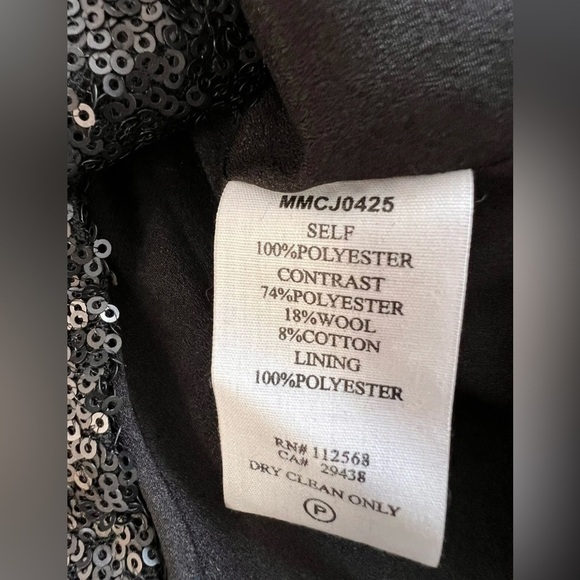 MMCJ0425
SELF
100%POLYESTER
CONTRAST
74%POLYESTER
18%WOOL
8%COTTON
LINING
100%POLYESTER
RN# 112568
CA# 29438
DRY CLEAN ONLY
P